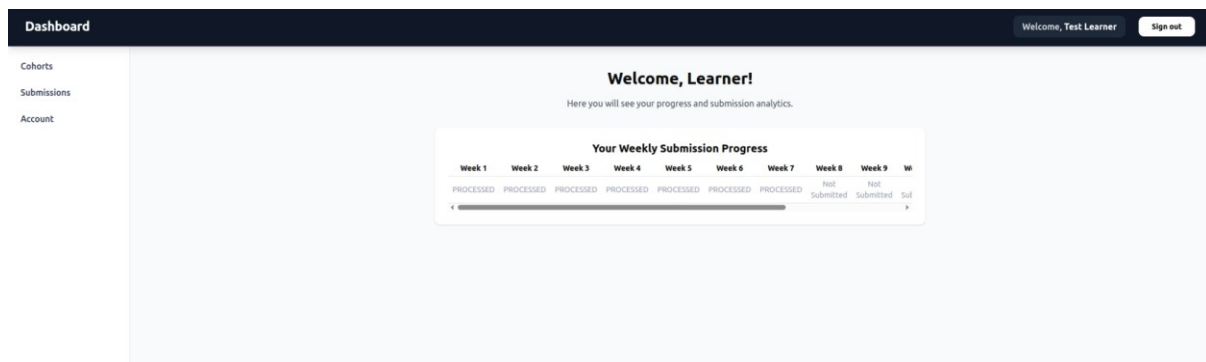 Dashboard
Welcome, Test Learner
Sign out
Cohorts
Submissions
Account
Welcome, Learner!
Here you will see your progress and submission analytics.
Your Weekly Submission Progress
Week 1 Week 2 Week 3 Week 4 Week 5 Week 6 Week 7 Week 8 Week 9
PROCESSED PROCESSED PROCESSED PROCESSED PROCESSED PROCESSED PROCESSED Not Submitted Not Submitted